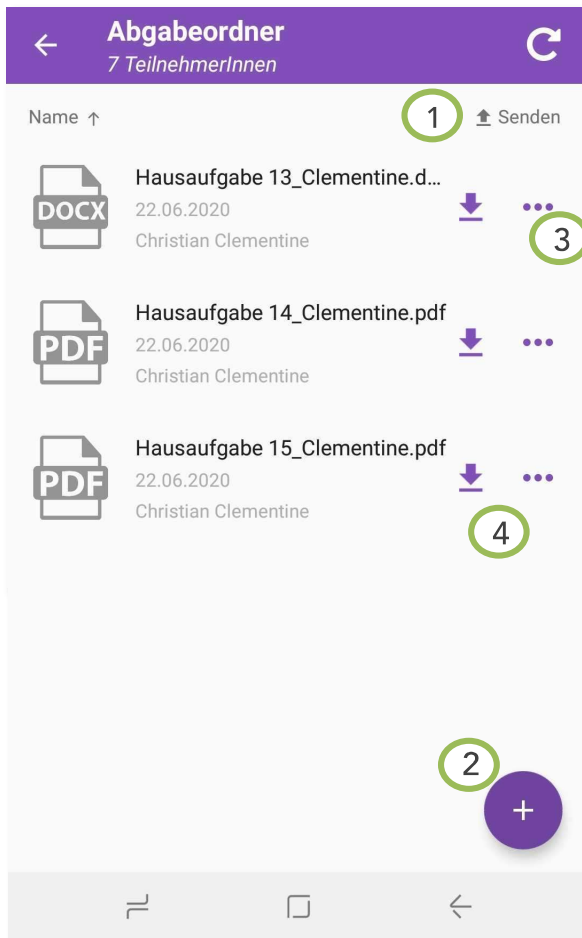 Abgabeordner
7 TeilnehmerInnen
Name ↑
1
Senden
Hausaufgabe 13_Clementine.d...
DOCX
22.06.2020
Christian Clementine
3
Hausaufgabe 14_Clementine.pdf
PDF
22.06.2020
Christian Clementine
Hausaufgabe 15_Clementine.pdf
PDF
22.06.2020
Christian Clementine
4
2
+